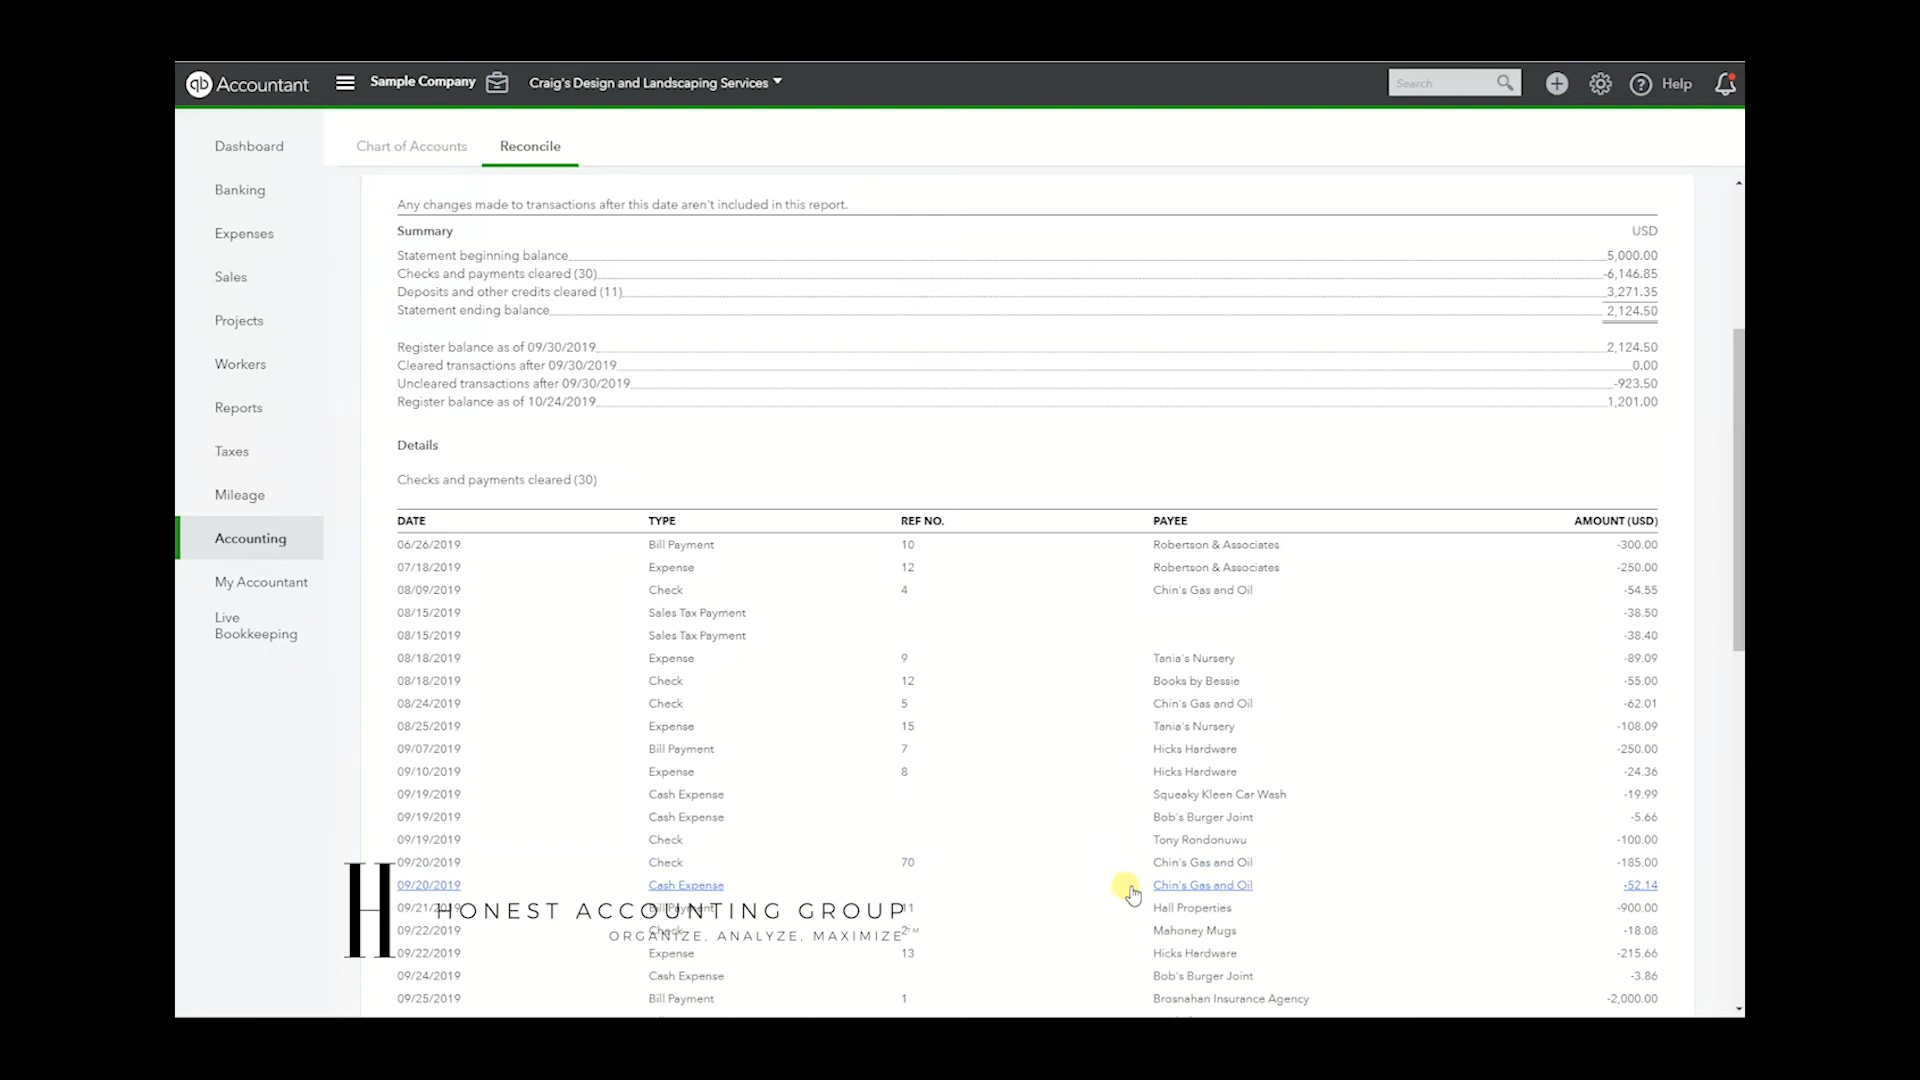 qb Accountant Sample Company Craig's Design and Landscaping Services Search Help
Dashboard
Banking
Expenses
Sales
Projects
Workers
Reports
Taxes
Mileage
Accounting
My Accountant
Live
Bookkeeping
Chart of Accounts Reconcile
Any changes made to transactions after this date aren't included in this report.
Summary USD
Statement beginning balance 5,000.00
Checks and payments cleared (30) -6,146.85
Deposits and other credits cleared (11) 3,271.35
Statement ending balance 2,124.50
Register balance as of 09/30/2019 2,124.50
Cleared transactions after 09/30/2019 0.00
Uncleared transactions after 09/30/2019 -923.50
Register balance as of 10/24/2019 1,201.00
Details
Checks and payments cleared (30)
DATE TYPE REF NO. PAYEE AMOUNT (USD)
06/26/2019 Bill Payment 10 Robertson & Associates -300.00
07/18/2019 Expense 12 Robertson & Associates -250.00
08/09/2019 Check 4 Chin's Gas and Oil -54.55
08/15/2019 Sales Tax Payment -38.50
08/15/2019 Sales Tax Payment -38.40
08/18/2019 Expense 9 Tania's Nursery -89.09
08/18/2019 Check 12 Books by Bessie -55.00
08/24/2019 Check 5 Chin's Gas and Oil -62.01
08/25/2019 Expense 15 Tania's Nursery -108.09
09/07/2019 Bill Payment 7 Hicks Hardware -250.00
09/10/2019 Expense 8 Hicks Hardware -24.36
09/19/2019 Cash Expense Squeaky Kleen Car Wash -19.99
09/19/2019 Cash Expense Bob's Burger Joint -5.66
09/19/2019 Check Tony Rondonuwu -100.00
09/20/2019 Check 70 Chin's Gas and Oil -185.00
09/20/2019 Cash Expense Chin's Gas and Oil -52.14
09/21/2019 Bill Payment 11 Hall Properties -900.00
09/22/2019 Check 2 Mahoney Mugs -18.08
09/22/2019 Expense 13 Hicks Hardware -215.66
09/24/2019 Cash Expense Bob's Burger Joint -3.86
09/25/2019 Bill Payment 1 Brosnahan Insurance Agency -2,000.00
H HONEST ACCOUNTING GROUP
ORGANIZE, ANALYZE, MAXIMIZE™